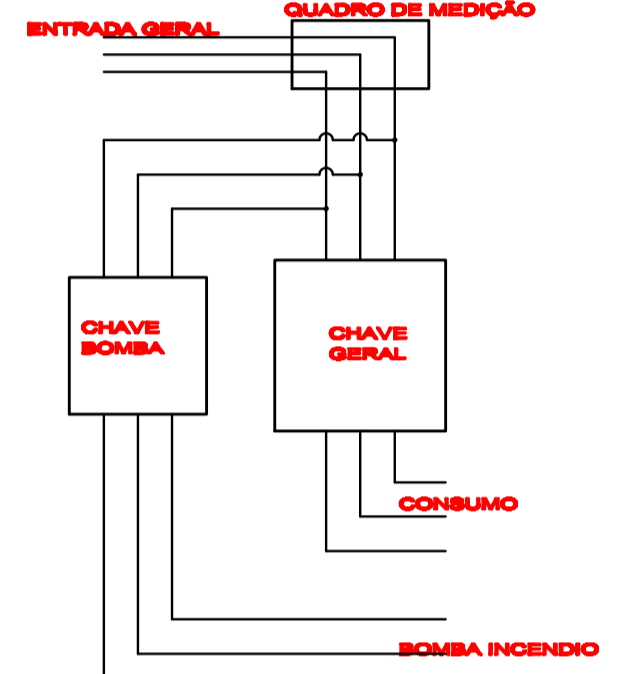 QUADRO DE MEDIÇÃO
ENTRADA GERAL
CHAVE
BOMBA
CHAVE
GERAL
CONSUMO
BOMBA INCENDIO